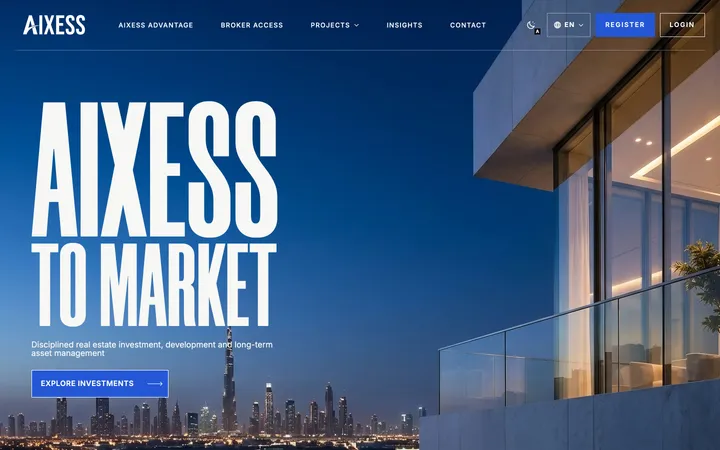 AIXESS
AIXESS ADVANTAGE
BROKER ACCESS
PROJECTS
INSIGHTS
CONTACT
A
EN
REGISTER
LOGIN
AIXESS
TO MARKET
Disciplined real estate investment, development and long-term
asset management
EXPLORE INVESTMENTS